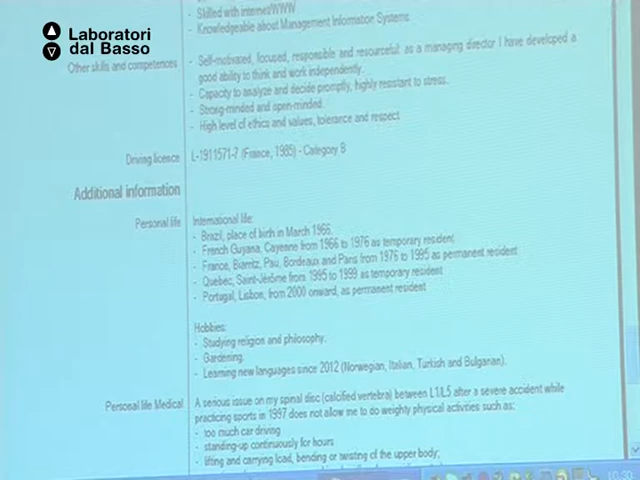 Laboratori
dal Basso
- Skilled with internet/WWW
- Knowledgeable about Management Information Systems
Other skills and competences
- Self-motivated, focused, responsible and resourceful: as a managing director I have developed a
good ability to think and work independently.
- Capacity to analyze and decide promptly, highly resistant to stress.
- Strong-minded and open-minded.
- High level of ethics and values, tolerance and respect
Driving licence
L-1911571-7 (France, 1985) - Category B
Additional information
Personal life
International life:
- Brazil, place of birth in March 1966.
- French Guyana, Cayenne from 1966 to 1976 as temporary resident
- France, Biarritz, Pau, Bordeaux and Paris from 1976 to 1995 as permanent resident
- Quebec, Saint-Jérôme from 1995 to 1999 as temporary resident
- Portugal, Lisbon, from 2000 onward, as permanent resident
Hobbies:
- Studying religion and philosophy.
- Gardening.
- Learning new languages since 2012 (Norwegian, Italian, Turkish and Bulgarian).
Personal life Medical
A serious issue on my spinal disc (calcified vertebra) between L1/L5 after a severe accident while
practicing sports in 1997 does not allow me to do weighty physical activities such as:
- too much car driving
- standing-up continuously for hours
- lifting and carrying load, bending or twisting of the upper body;
10:30